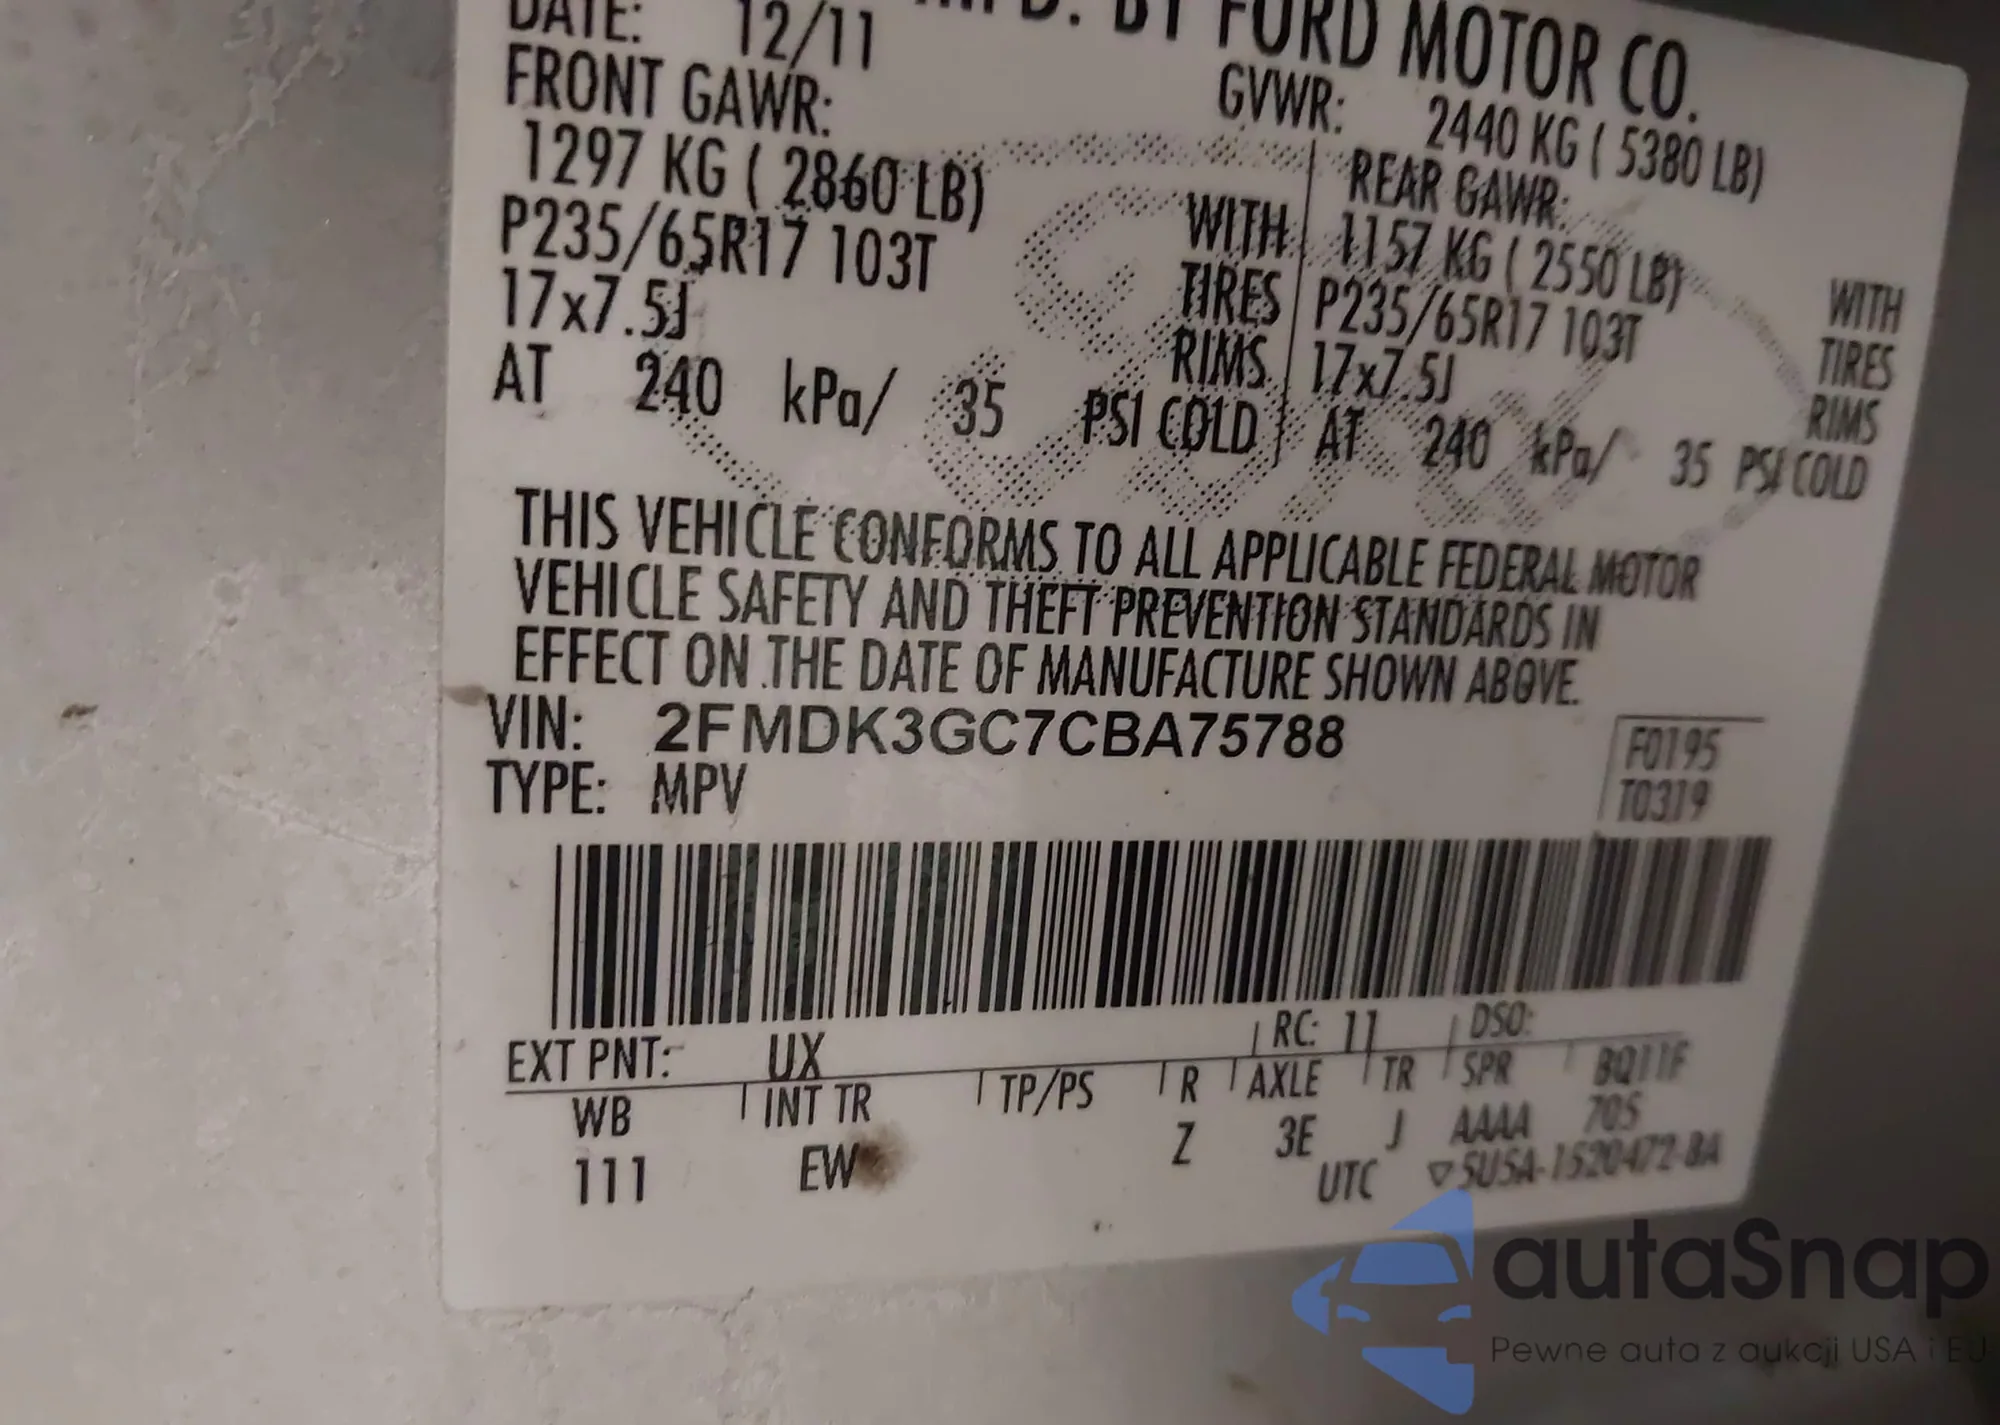 DATE: 12/11 MFD. BY FORD MOTOR CO.
FRONT GAWR: GVWR: 2440 KG ( 5380 LB)
1297 KG ( 2860 LB) WITH REAR GAWR:
1157 KG ( 2550 LB) WITH
P235/65R17 103T TIRES P235/65R17 103T TIRES
17x7.5J RIMS 17x7.5J RIMS
AT 240 kPa/ 35 PSI COLD AT 240 kPa/ 35 PSI COLD
THIS VEHICLE CONFORMS TO ALL APPLICABLE FEDERAL MOTOR
VEHICLE SAFETY AND THEFT PREVENTION STANDARDS IN
EFFECT ON THE DATE OF MANUFACTURE SHOWN ABOVE.
VIN: 2FMDK3GC7CBA75788 F0195
TYPE: MPV T0319
EXT PNT: UX RC: 11 DSO:
WB INT TR TP/PS R AXLE TR SPR BQ11F
111 EW Z 3E J AAAA 705
UTC ▽5U5A-1520472-BA
autaSnap
Pewne auta z aukcji USA i EU